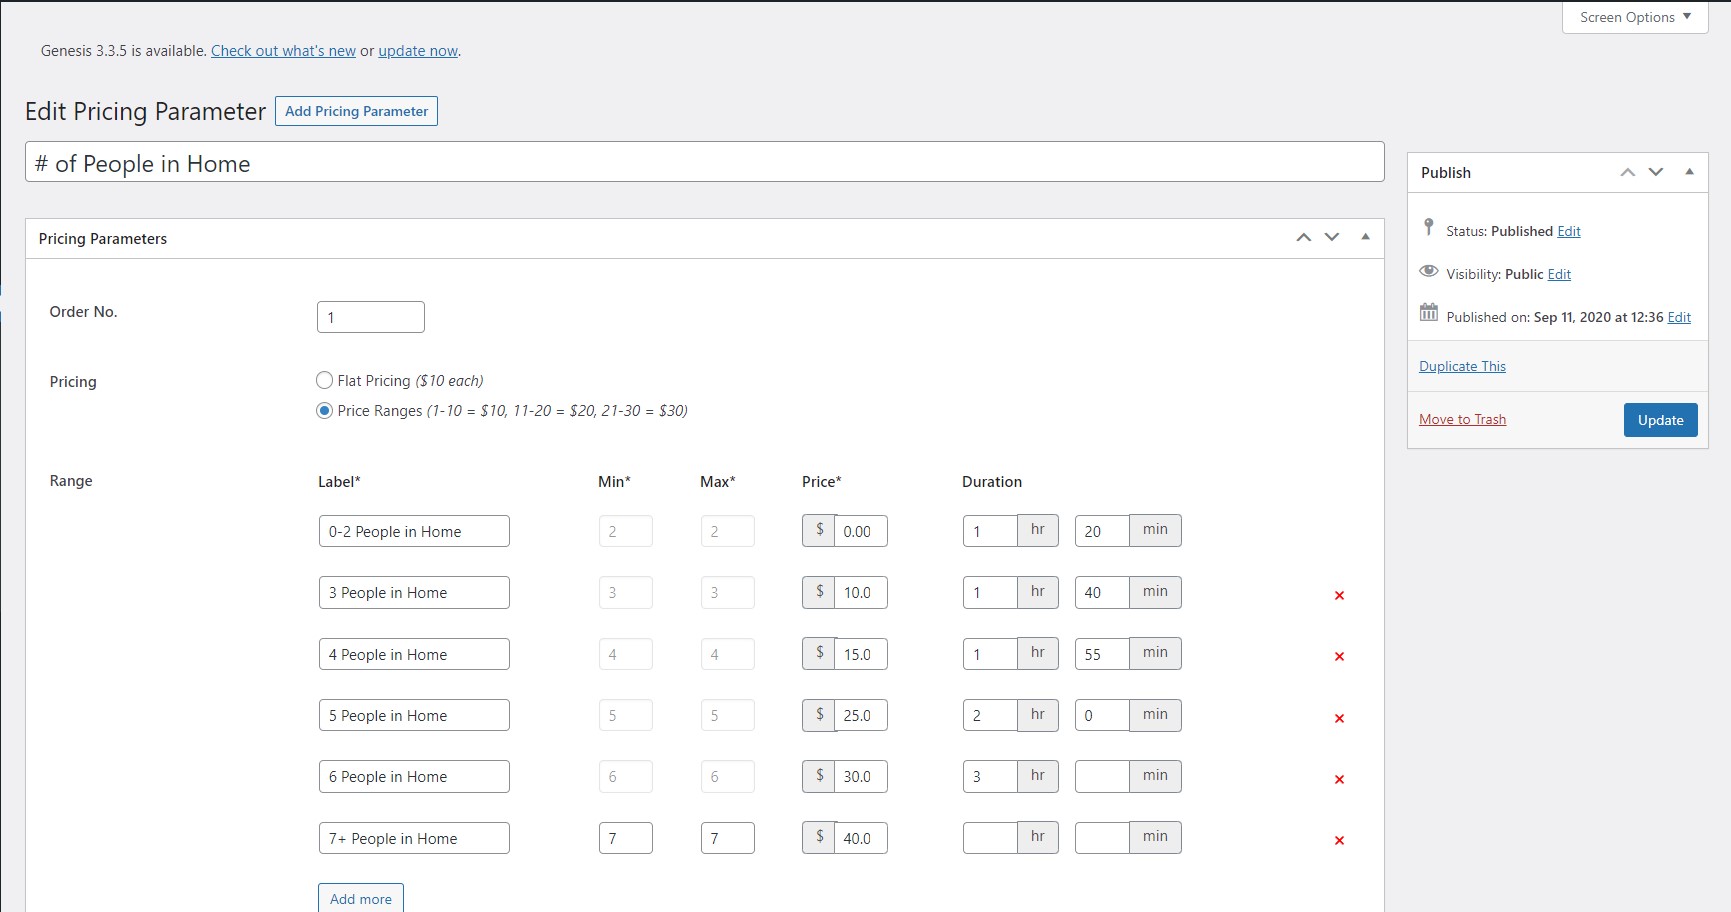 Screen Options ▼
Genesis 3.3.5 is available. Check out what's new or update now.
Edit Pricing Parameter Add Pricing Parameter
# of People in Home
Publish
Status: Published Edit
Visibility: Public Edit
Published on: Sep 11, 2020 at 12:36 Edit
Duplicate This
Move to Trash Update
Pricing Parameters
Order No. 1
Pricing
Flat Pricing ($10 each)
Price Ranges (1-10 = $10, 11-20 = $20, 21-30 = $30)
Range Label* Min* Max* Price* Duration
0-2 People in Home 2 2 $ 0.00 1 hr 20 min
3 People in Home 3 3 $ 10.0 1 hr 40 min
4 People in Home 4 4 $ 15.0 1 hr 55 min
5 People in Home 5 5 $ 25.0 2 hr 0 min
6 People in Home 6 6 $ 30.0 3 hr min
7+ People in Home 7 7 $ 40.0 hr min
Add more